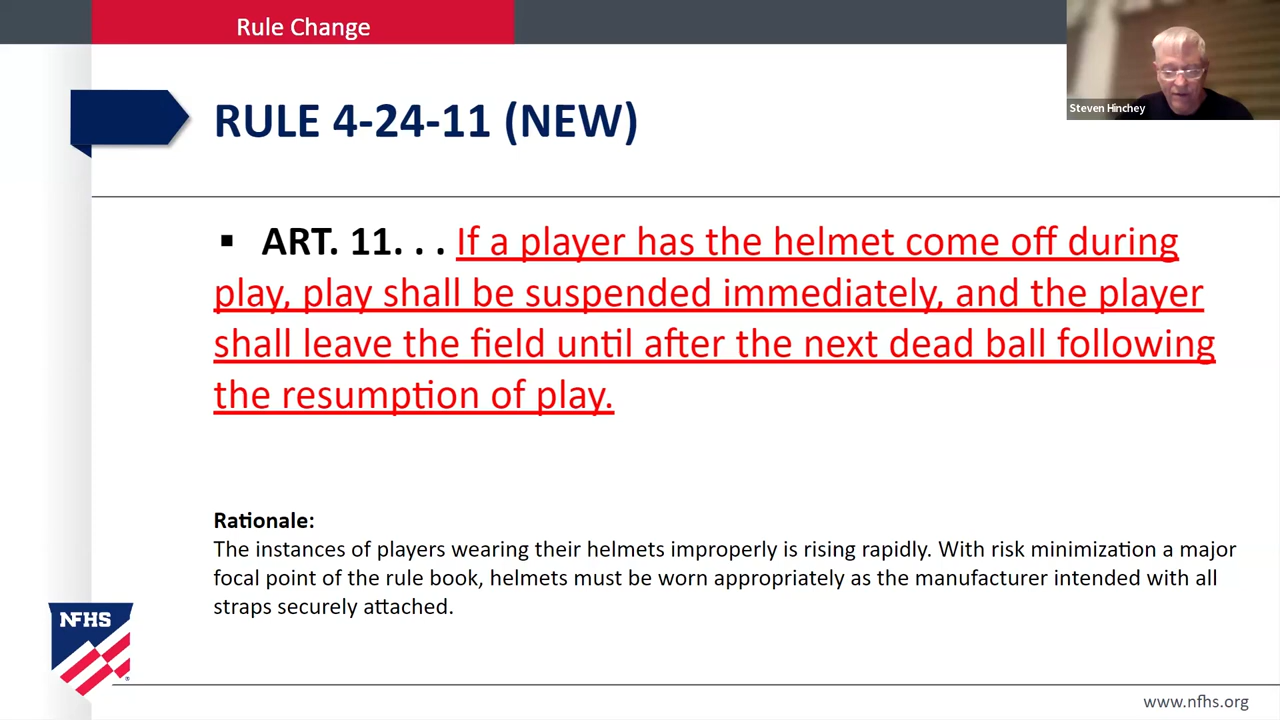 Rule Change
Steven Hinchey
RULE 4-24-11 (NEW)
▪ ART. 11. . . If a player has the helmet come off during
play, play shall be suspended immediately, and the player
shall leave the field until after the next dead ball following
the resumption of play.
Rationale:
The instances of players wearing their helmets improperly is rising rapidly. With risk minimization a major
focal point of the rule book, helmets must be worn appropriately as the manufacturer intended with all
straps securely attached.
NFHS
®
www.nfhs.org